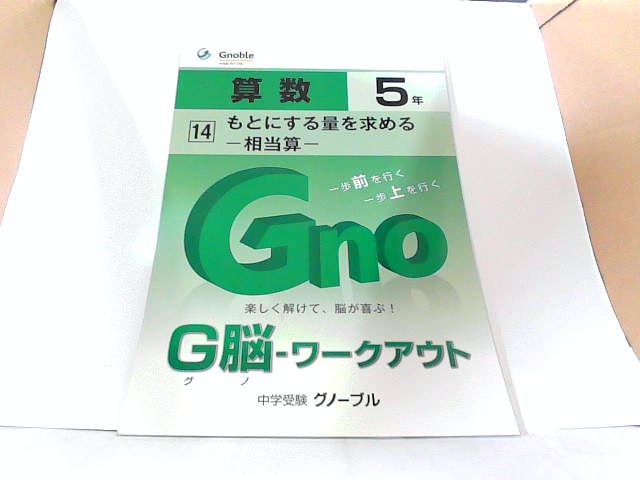 Gnoble
算数 5年
14 もとにする量を求める
－相当算－
一歩前を行く
一歩上を行く
Gno
楽しく解けて、脳が喜ぶ！
G脳-ワークアウト
グ ノ
中学受験 グノーブル